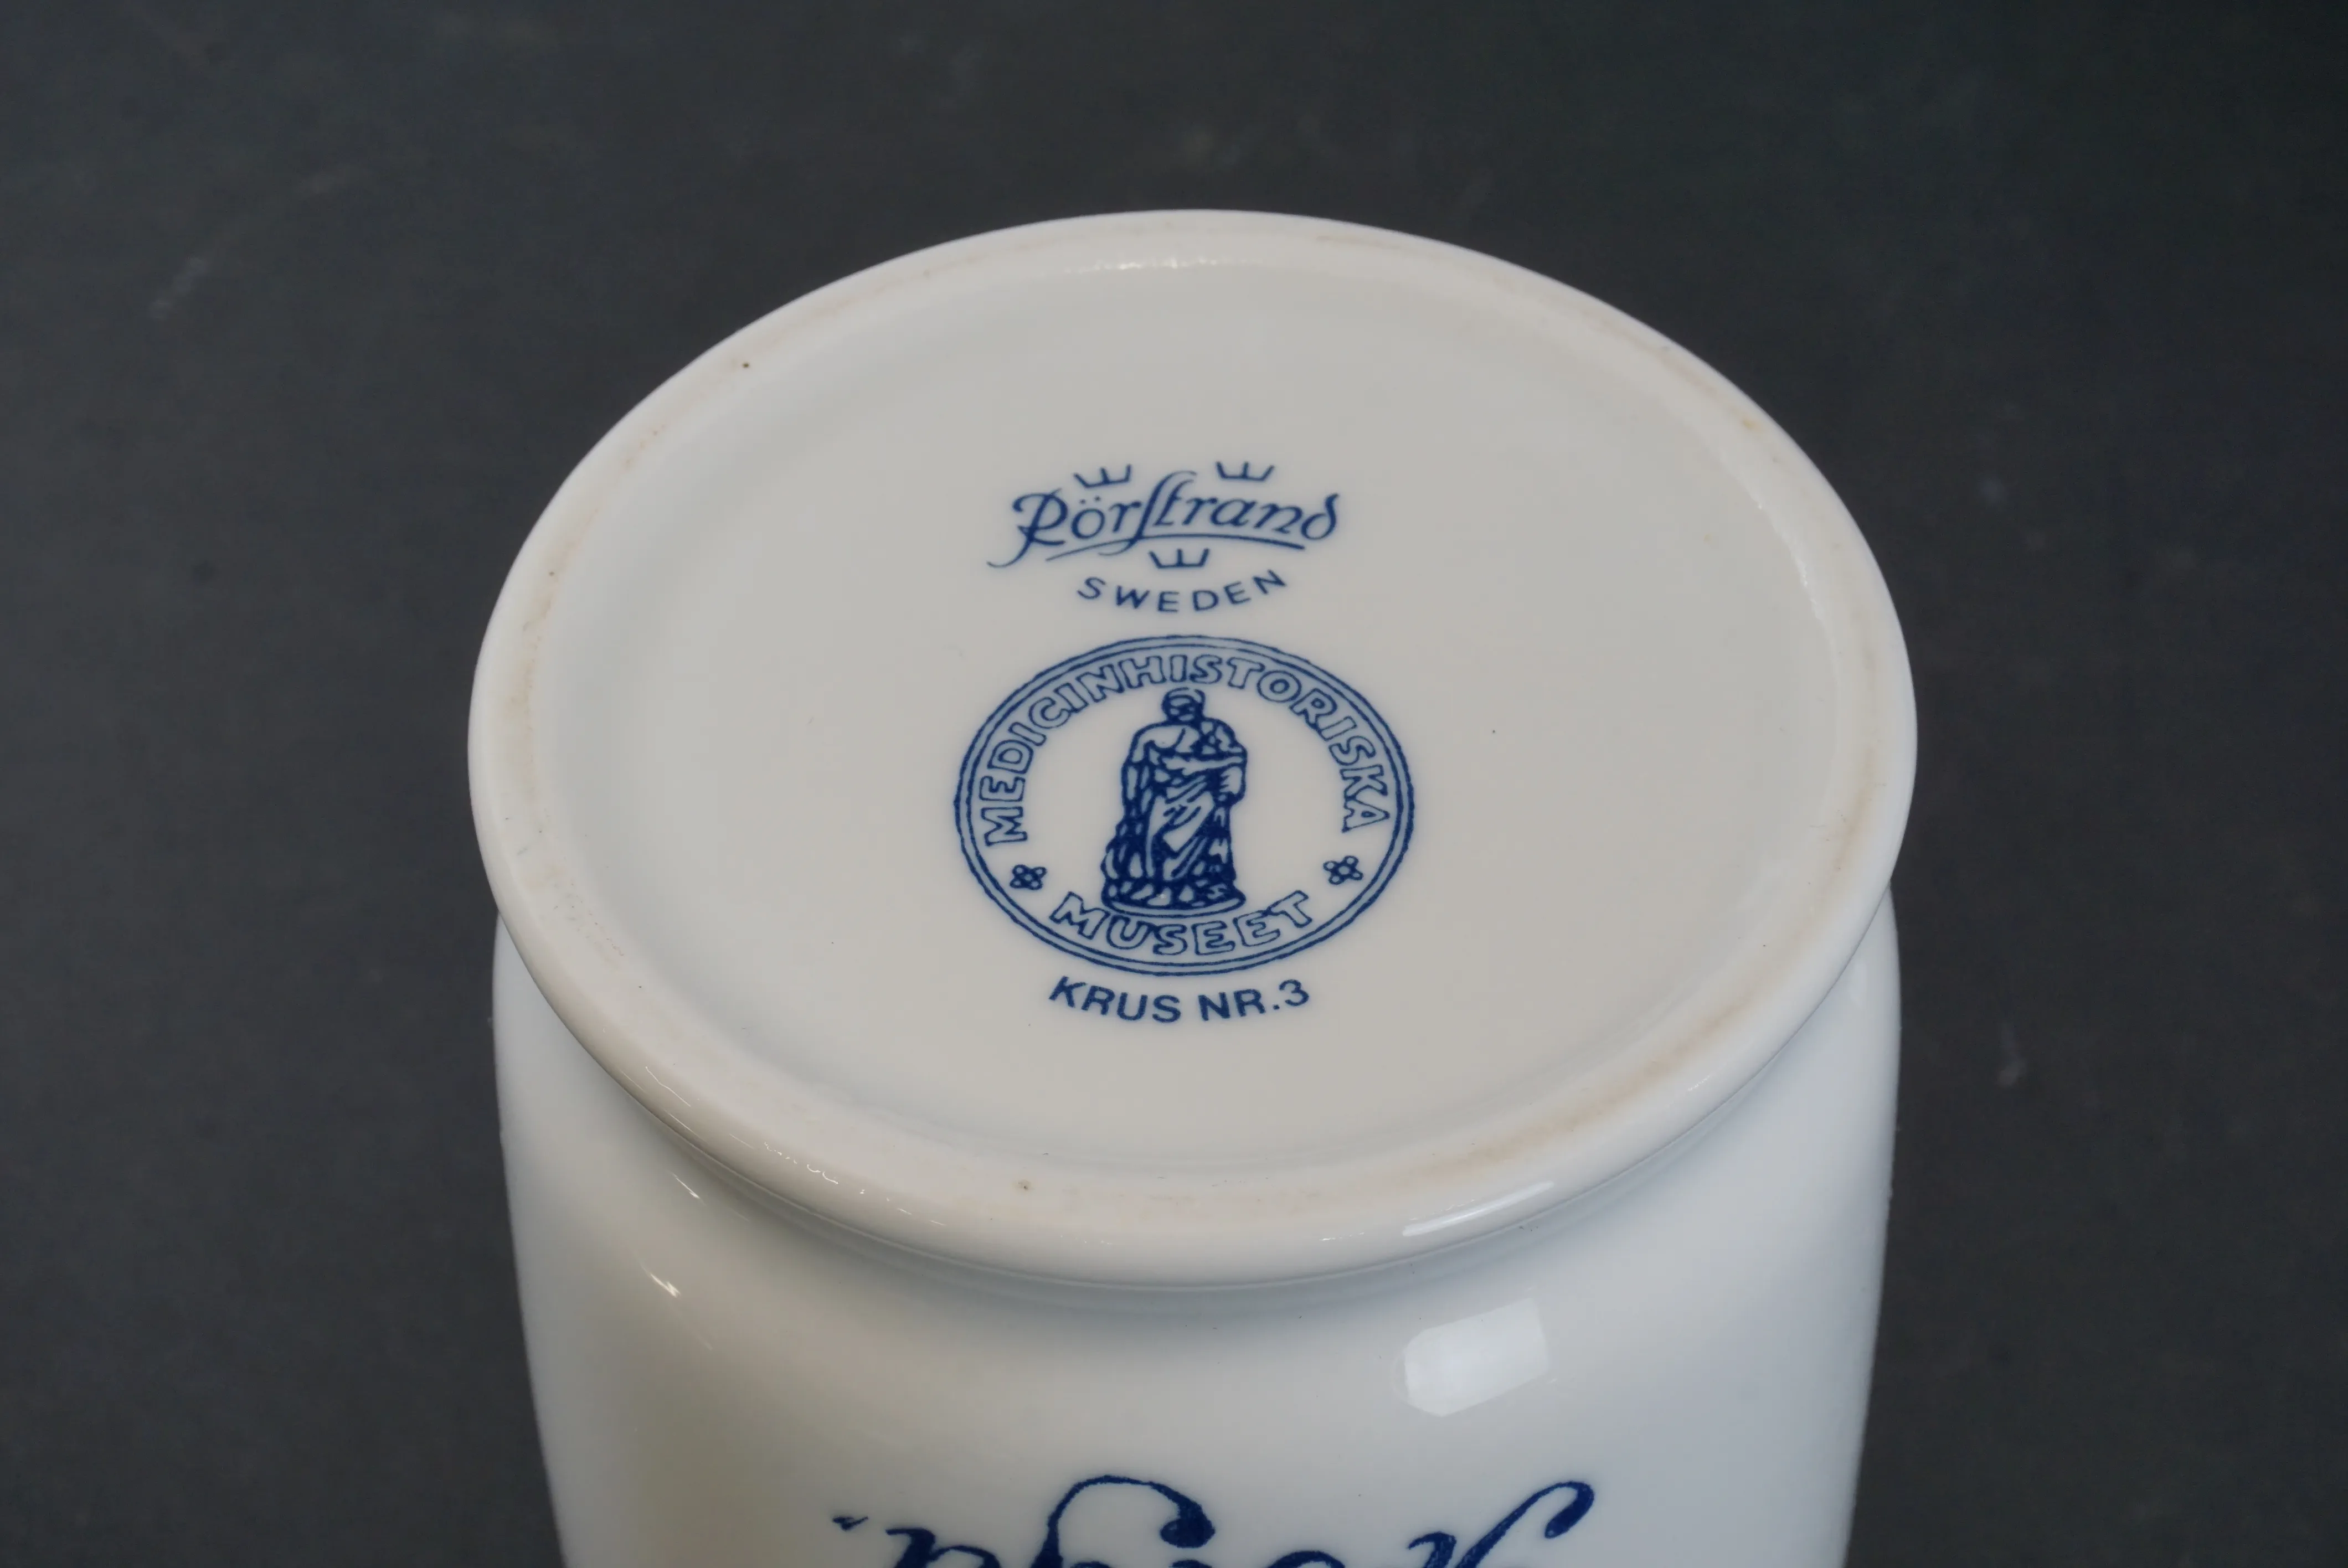 Rörstrand
SWEDEN
MEDICINHISTORISKA
MUSEET
KRUS NR.3